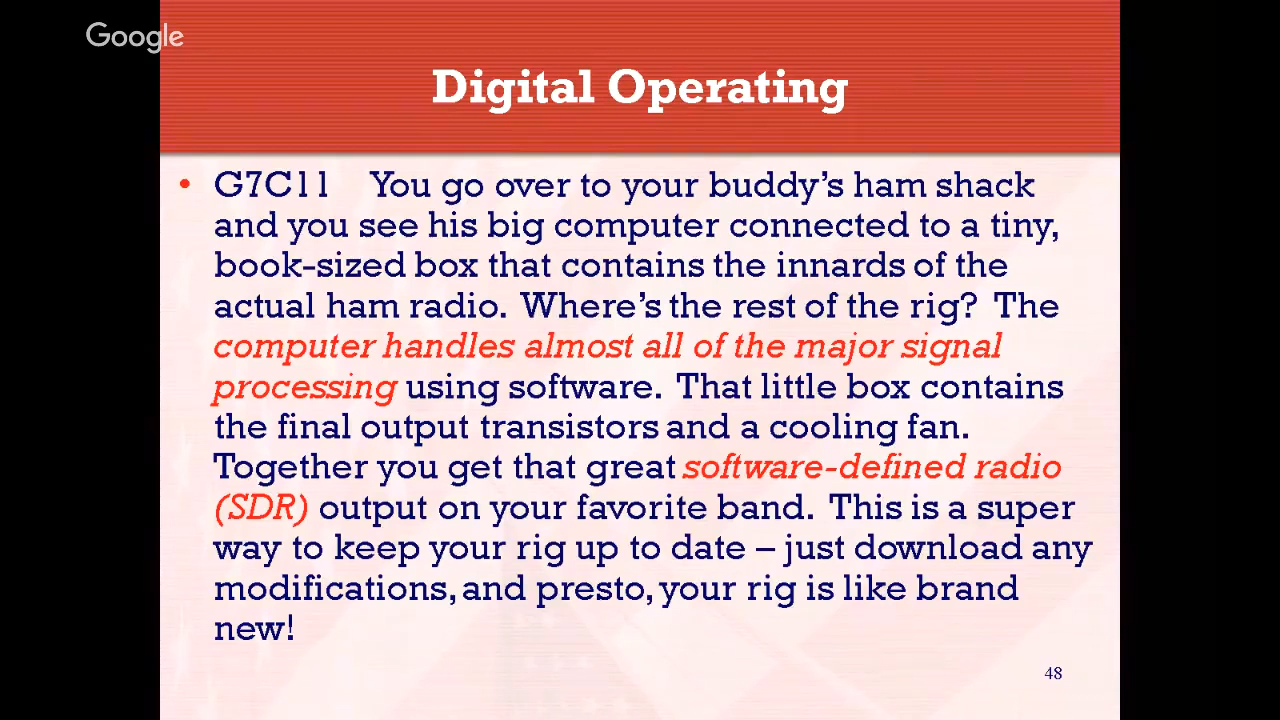 Google
Digital Operating
• G7C11 You go over to your buddy’s ham shack
and you see his big computer connected to a tiny,
book-sized box that contains the innards of the
actual ham radio. Where’s the rest of the rig? The
computer handles almost all of the major signal
processing using software. That little box contains
the final output transistors and a cooling fan.
Together you get that great software-defined radio
(SDR) output on your favorite band. This is a super
way to keep your rig up to date – just download any
modifications, and presto, your rig is like brand
new!
48